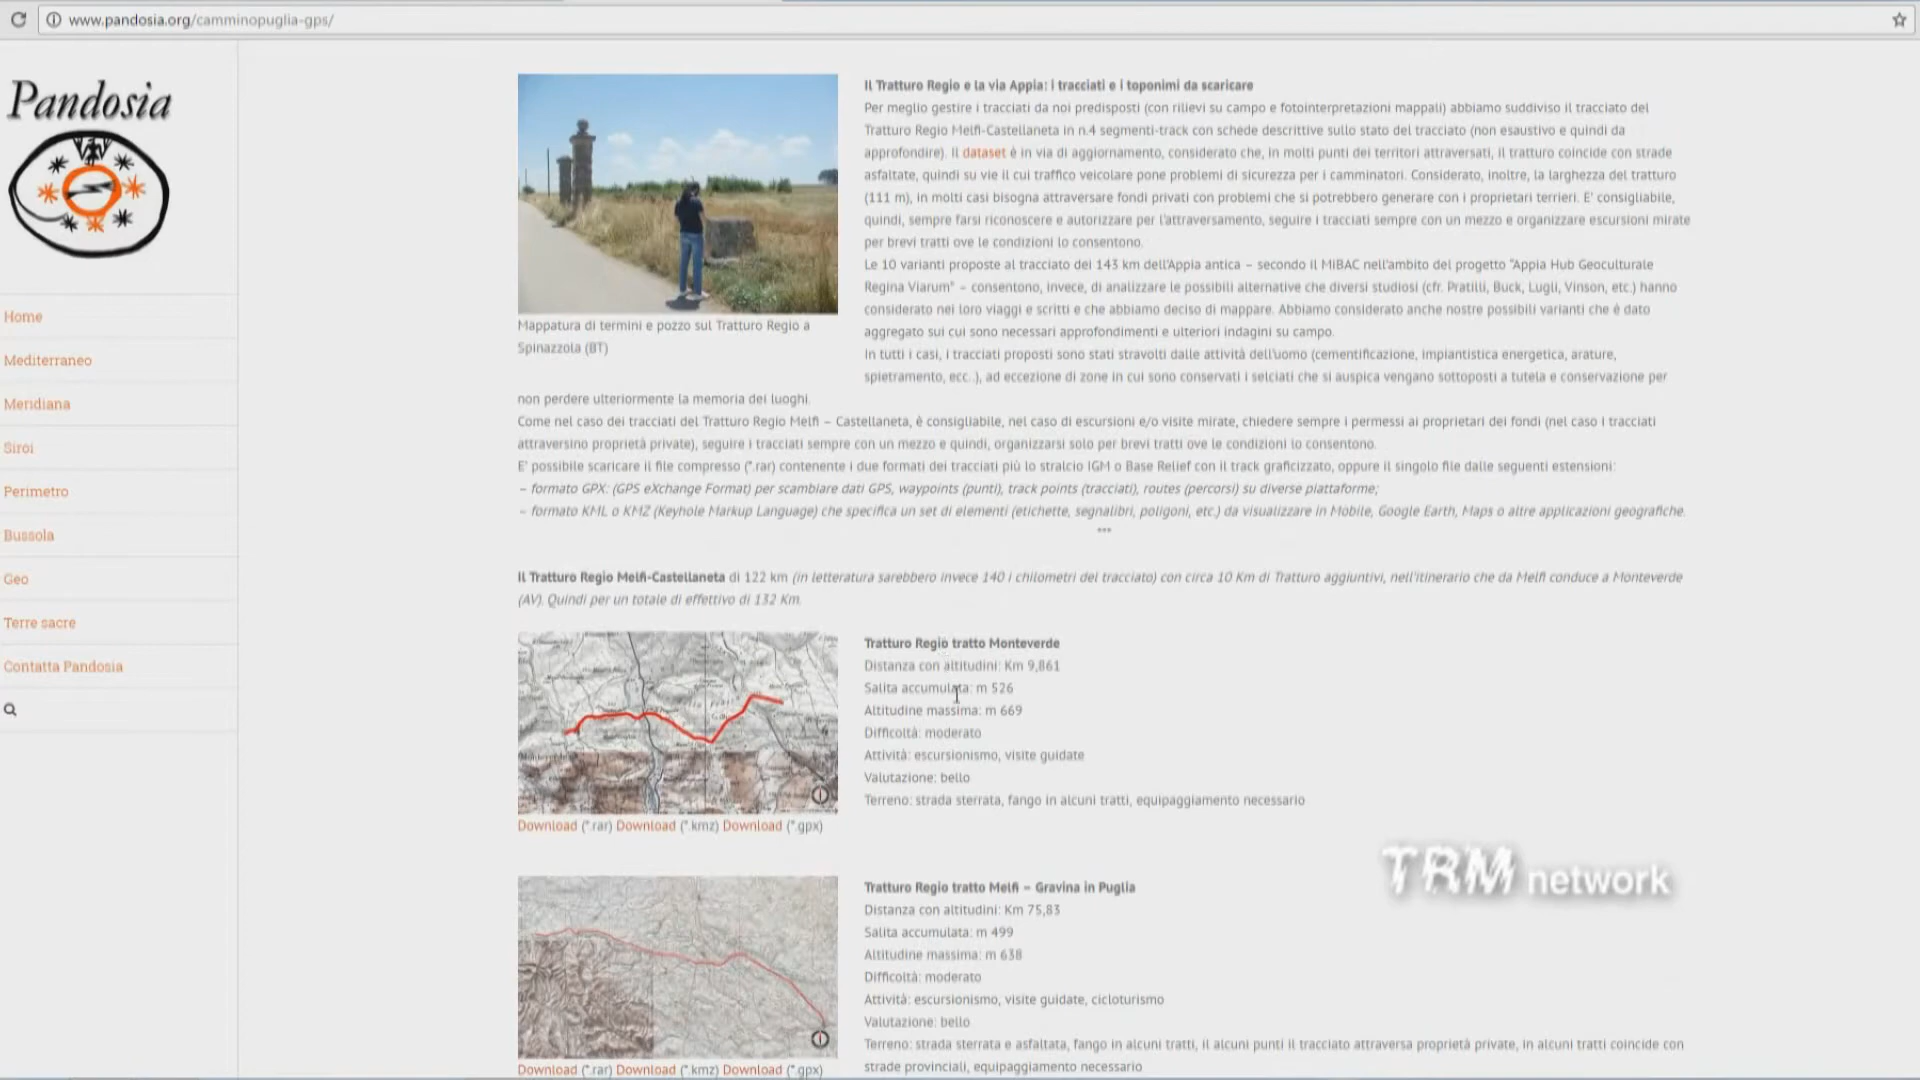 www.pandosia.org/camminopuglia-gps/
Pandosia
Home
Mediterraneo
Meridiana
Siroi
Perimetro
Bussola
Geo
Terre sacre
Contatta Pandosia
Mappatura di termini e pozzo sul Tratturo Regio a
Spinazzola (BT)
Il Tratturo Regio e la via Appia: i tracciati e i toponimi da scaricare
Per meglio gestire i tracciati da noi predisposti (con rilievi su campo e fotointerpretazioni mappali) abbiamo suddiviso il tracciato del
Tratturo Regio Melfi-Castellaneta in n.4 segmenti-track con schede descrittive sullo stato del tracciato (non esaustivo e quindi da
approfondire). Il dataset è in via di aggiornamento, considerato che, in molti punti dei territori attraversati, il tratturo coincide con strade
asfaltate, quindi su vie il cui traffico veicolare pone problemi di sicurezza per i camminatori. Considerato, inoltre, la larghezza del tratturo
(111 m), in molti casi bisogna attraversare fondi privati con problemi che si potrebbero generare con i proprietari terrieri. E' consigliabile,
quindi, sempre farsi riconoscere e autorizzare per l'attraversamento, seguire i tracciati sempre con un mezzo e organizzare escursioni mirate
per brevi tratti ove le condizioni lo consentono.
Le 10 varianti proposte al tracciato dei 143 km dell'Appia antica – secondo il MiBAC nell'ambito del progetto "Appia Hub Geoculturale
Regina Viarum" – consentono, invece, di analizzare le possibili alternative che diversi studiosi (cfr. Pratilli, Buck, Lugli, Vinson, etc.) hanno
considerato nei loro viaggi e scritti e che abbiamo deciso di mappare. Abbiamo considerato anche nostre possibili varianti che è dato
aggregato sui cui sono necessari approfondimenti e ulteriori indagini su campo.
In tutti i casi, i tracciati proposti sono stati stravolti dalle attività dell'uomo (cementificazione, impiantistica energetica, arature,
spietramento, ecc..), ad eccezione di zone in cui sono conservati i selciati che si auspica vengano sottoposti a tutela e conservazione per
non perdere ulteriormente la memoria dei luoghi.
Come nel caso dei tracciati del Tratturo Regio Melfi – Castellaneta, è consigliabile, nel caso di escursioni e/o visite mirate, chiedere sempre i permessi ai proprietari dei fondi (nel caso i tracciati
attraversino proprietà private), seguire i tracciati sempre con un mezzo e quindi, organizzarsi solo per brevi tratti ove le condizioni lo consentono.
E' possibile scaricare il file compresso (*.rar) contenente i due formati dei tracciati più lo stralcio IGM o Base Relief con il track graficizzato, oppure il singolo file dalle seguenti estensioni:
– formato GPX: (GPS eXchange Format) per scambiare dati GPS, waypoints (punti), track points (tracciati), routes (percorsi) su diverse piattaforme;
– formato KML o KMZ (Keyhole Markup Language) che specifica un set di elementi (etichette, segnalibri, poligoni, etc.) da visualizzare in Mobile, Google Earth, Maps o altre applicazioni geografiche.
***
Il Tratturo Regio Melfi-Castellaneta di 122 km (in letteratura sarebbero invece 140 i chilometri del tracciato) con circa 10 Km di Tratturo aggiuntivi, nell'itinerario che da Melfi conduce a Monteverde
(AV). Quindi per un totale di effettivo di 132 Km.
Tratturo Regio tratto Monteverde
Distanza con altitudini: Km 9,861
Salita accumulata: m 526
Altitudine massima: m 669
Difficoltà: moderato
Attività: escursionismo, visite guidate
Valutazione: bello
Terreno: strada sterrata, fango in alcuni tratti, equipaggiamento necessario
Download (*.rar) Download (*.kmz) Download (*.gpx)
TRM network
Tratturo Regio tratto Melfi – Gravina in Puglia
Distanza con altitudini: Km 75,83
Salita accumulata: m 499
Altitudine massima: m 638
Difficoltà: moderato
Attività: escursionismo, visite guidate, cicloturismo
Valutazione: bello
Terreno: strada sterrata e asfaltata, fango in alcuni tratti, il alcuni punti il tracciato attraversa proprietà private, in alcuni tratti coincide con
strade provinciali, equipaggiamento necessario
Download (*.rar) Download (*.kmz) Download (*.gpx)